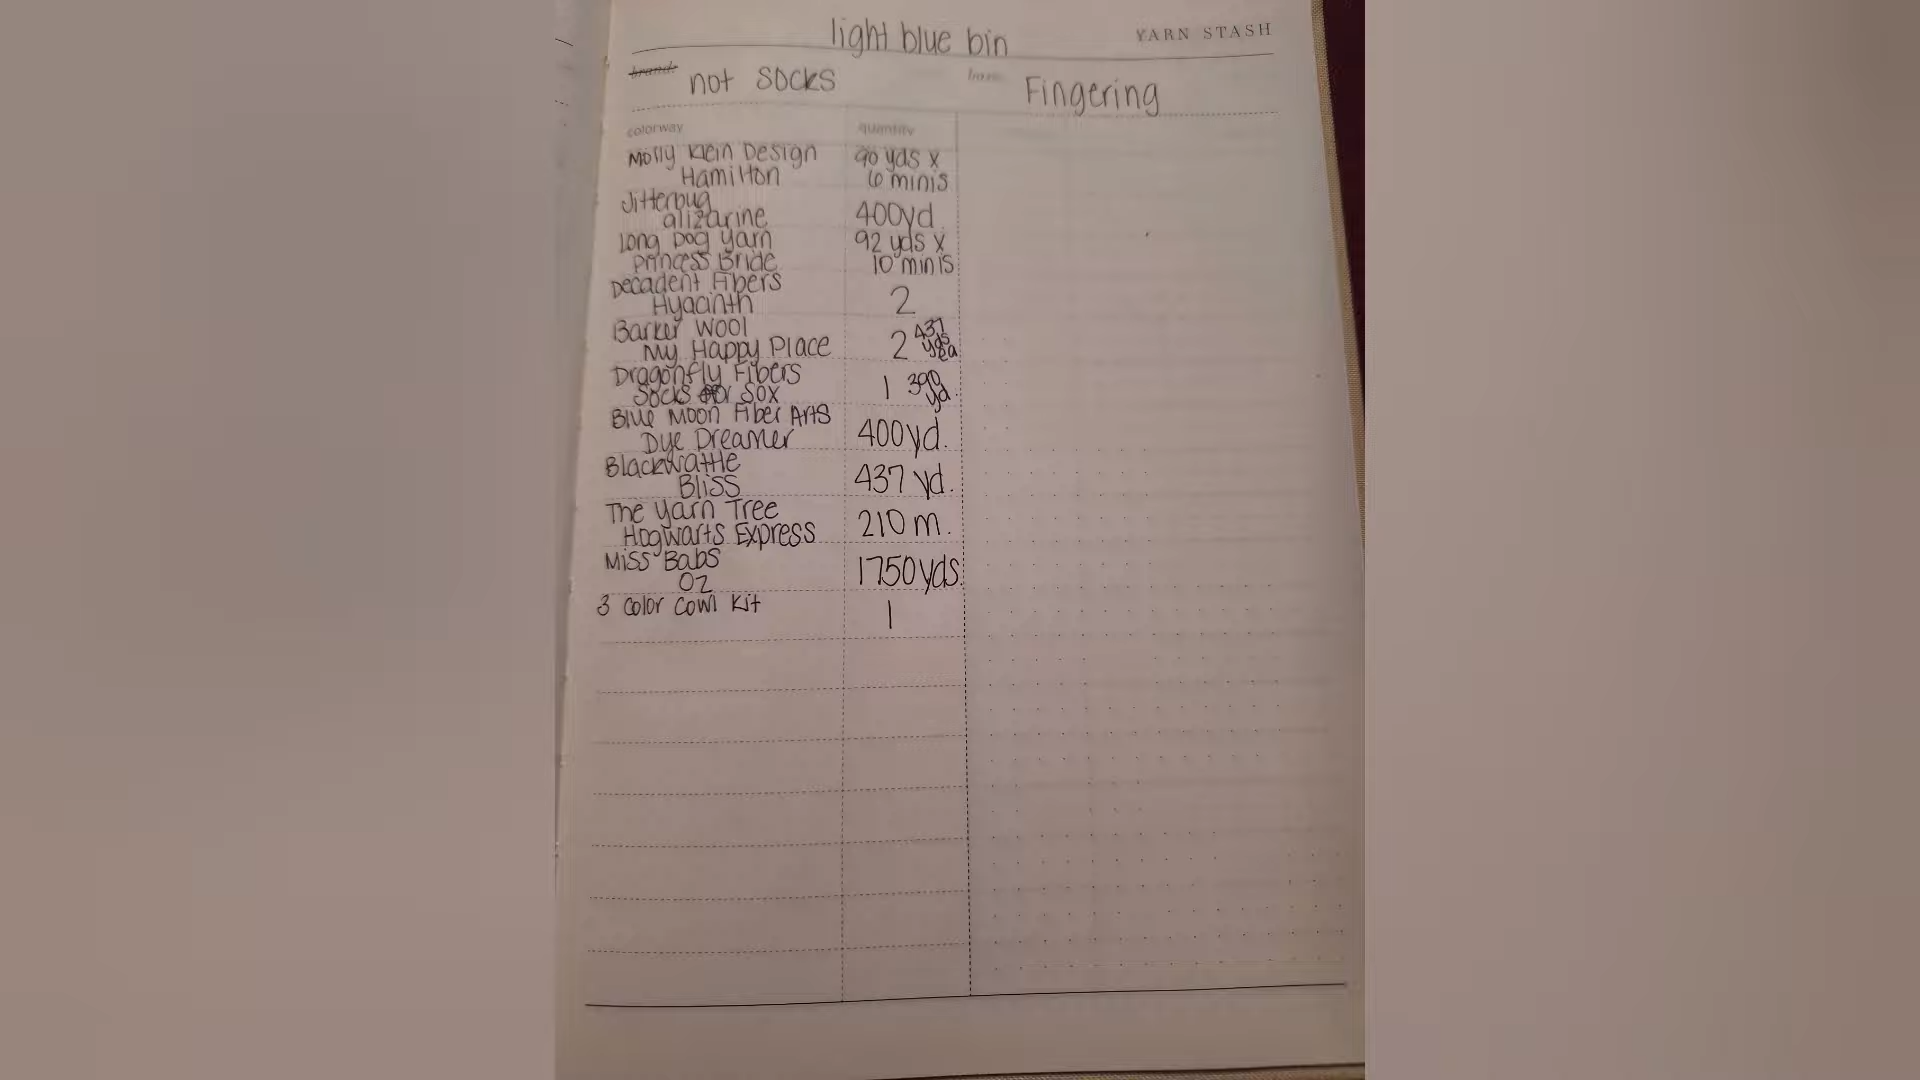 light blue bin
YARN STASH
brand: not socks
base: Fingering
colorway quantity
Molly Klein Design 90 yds x
Hamilton 6 minis
Jitterbug
alizarine 400yd.
Long Dog Yarn 92 yds x
Princess Bride 10 minis
Decadent Fibers
Hyacinth 2
Barker Wool 437
My Happy Place 2 yds ea
Dragonfly Fibers 1 390
Socks or Sox yd.
Blue Moon Fiber Arts
Dye Dreamer 400yd.
Blackwattle
Bliss 437 yd.
The Yarn Tree
Hogwarts Express 210 m.
Miss Babs
Oz 1750yds.
3 color cowl kit
1